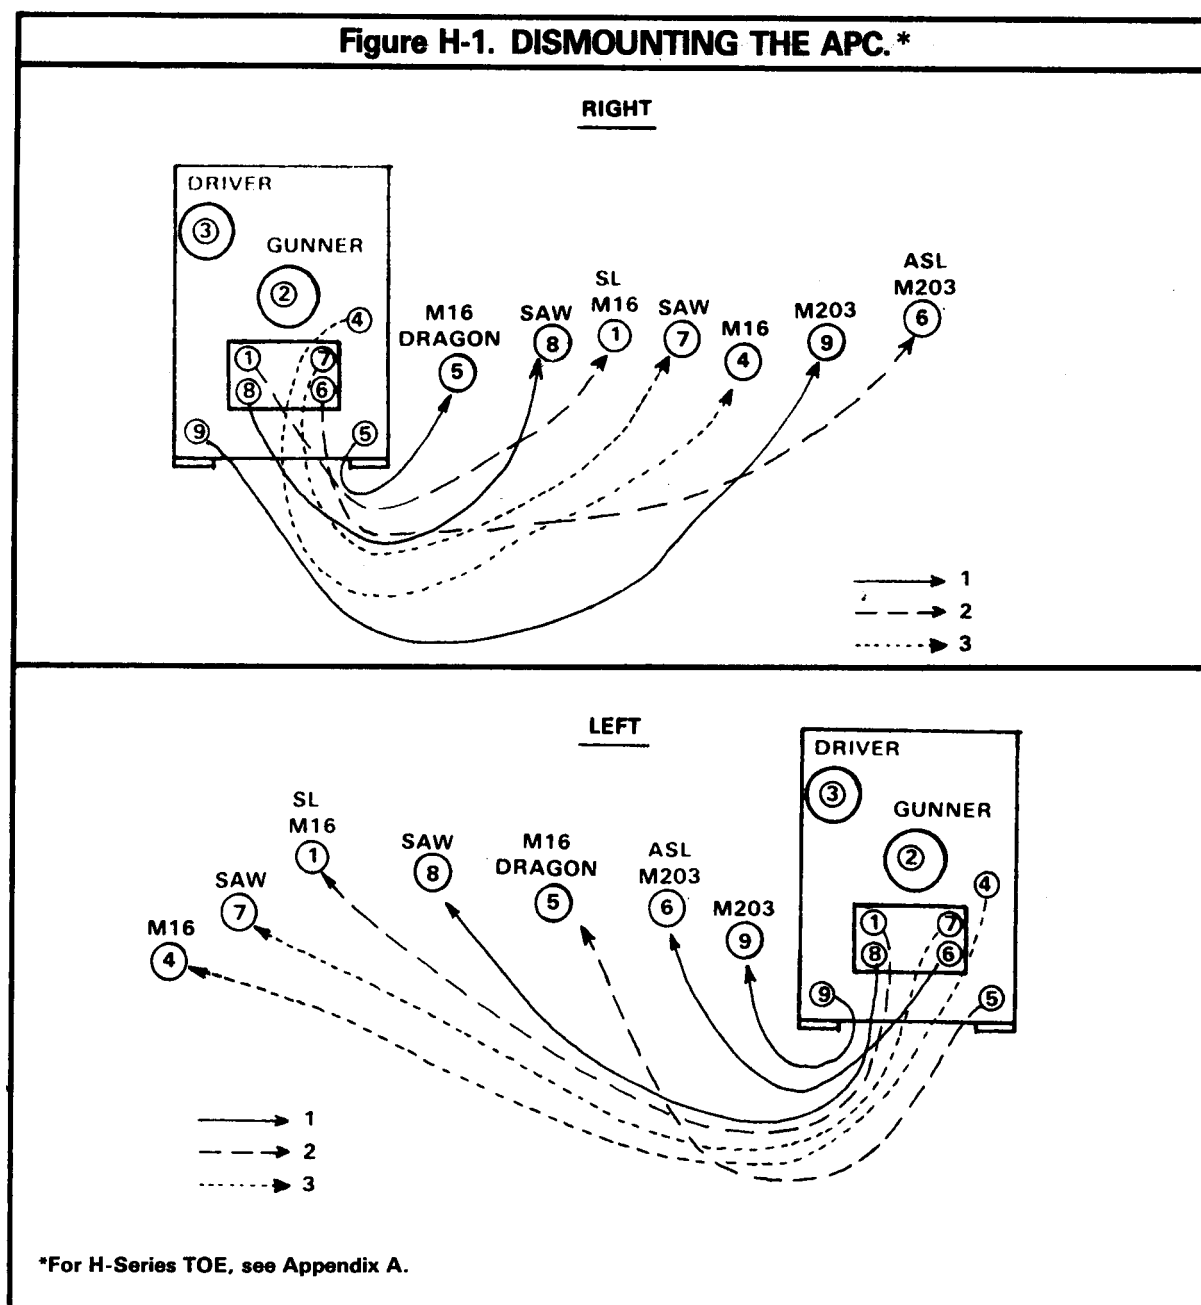 Figure H-1. DISMOUNTING THE APC.*
RIGHT
DRIVER
3
GUNNER
2
4
1 7
8 6
9 5
M16
DRAGON
5
SAW
8
SL
M16
1
SAW
7
M16
4
M203
9
ASL
M203
6
1
2
3
LEFT
DRIVER
3
GUNNER
2
4
1 7
8 6
9 5
M16
4
SAW
7
SL
M16
1
SAW
8
M16
DRAGON
5
ASL
M203
6
M203
9
1
2
3
*For H-Series TOE, see Appendix A.